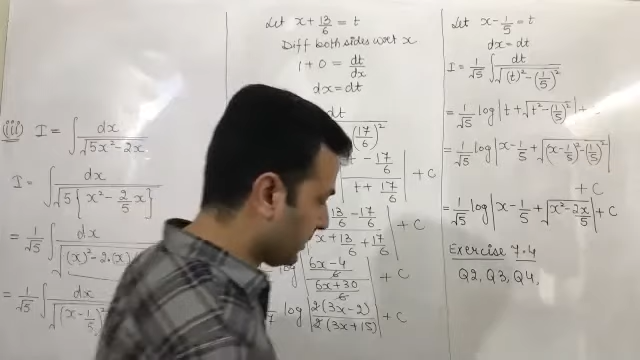 (iii) I = ∫ dx / √(5x² - 2x
I = ∫ dx / √(5{x² - 2/5 x})
= 1/√5 ∫ dx / √((x)² - 2.(x)
= 1/√5 ∫ dx / √((x - 1/5)²
Let x + 13/6 = t
Diff both sides wrt x
1 + 0 = dt/dx
dx = dt
dt
(17/6)²
t - 17/6 / t + 17/6 | + C
13/6 - 17/6 / x + 13/6 + 17/6 | + C
log | (6x - 4)/6 / (6x + 30)/6 | + C
log | 2(3x - 2) / 2(3x + 15) | + C
Let x - 1/5 = t
dx = dt
I = 1/√5 ∫ dt / √((t)² - (1/5)²)
= 1/√5 log | t + √(t² - (1/5)²) | +
= 1/√5 log | x - 1/5 + √((x - 1/5)² - (1/5)²) |
+ C
= 1/√5 log | x - 1/5 + √(x² - 2x/5) | + C
Exercise 7.4
Q2, Q3, Q4,